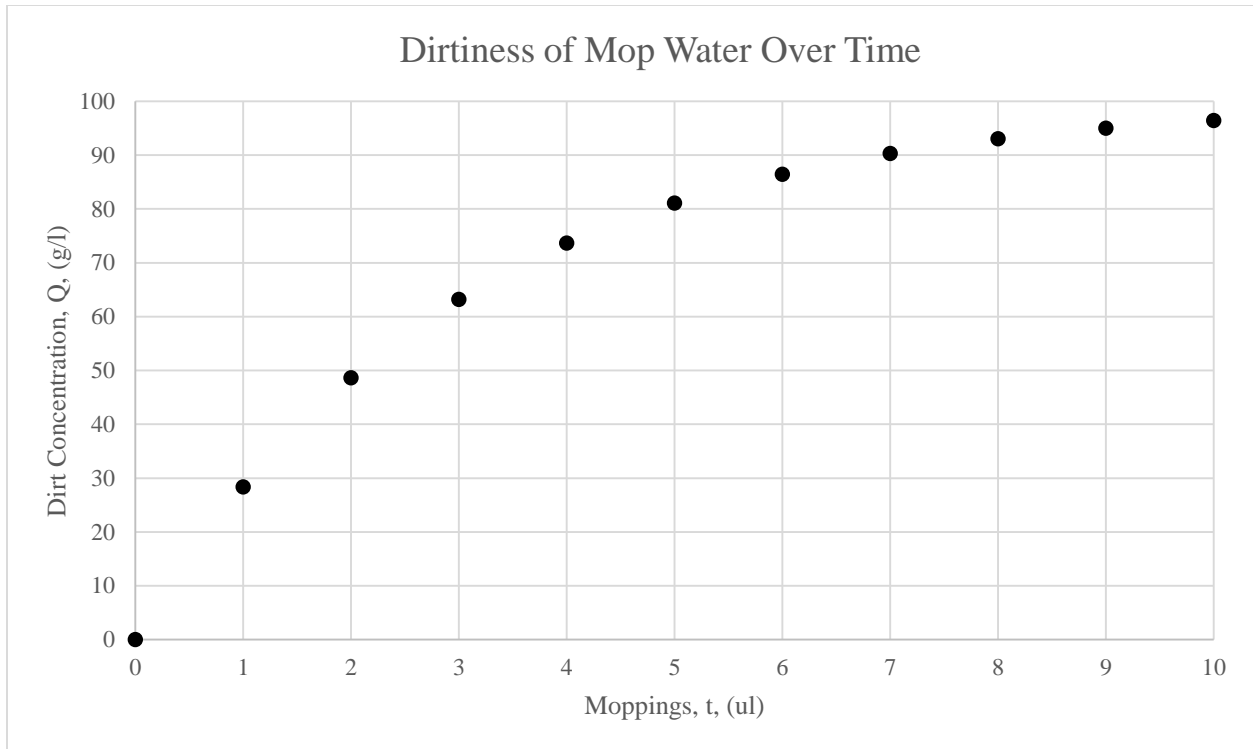 Dirtiness of Mop Water Over Time
100
90
80
70
60
50
40
30
20
10
0
Dirt Concentration, Q, (g/l)
0 1 2 3 4 5 6 7 8 9 10
Moppings, t, (ul)